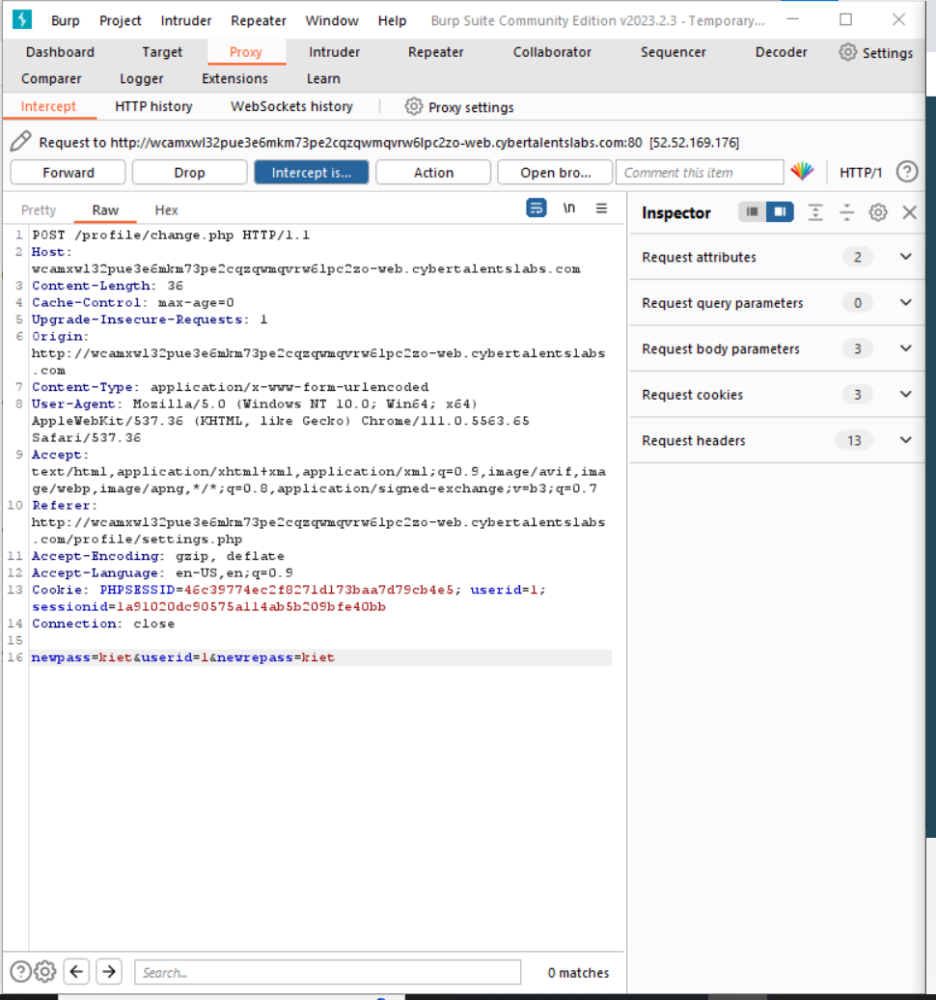 Burp Project Intruder Repeater Window Help Burp Suite Community Edition v2023.2.3 - Temporary...
Dashboard Target Proxy Intruder Repeater Collaborator Sequencer Decoder Settings
Comparer Logger Extensions Learn
Intercept HTTP history WebSockets history Proxy settings
Request to http://wcamxwl32pue3e6mkm73pe2cqzqwmqvrw6lpc2zo-web.cybertalentslabs.com:80 [52.52.169.176]
Forward Drop Intercept is... Action Open bro... Comment this item HTTP/1 ?
Pretty Raw Hex \n
Inspector
1 POST /profile/change.php HTTP/1.1
2 Host:
wcamxwl32pue3e6mkm73pe2cqzqwmqvrw6lpc2zo-web.cybertalentslabs.com
3 Content-Length: 36
4 Cache-Control: max-age=0
5 Upgrade-Insecure-Requests: 1
6 Origin:
http://wcamxwl32pue3e6mkm73pe2cqzqwmqvrw6lpc2zo-web.cybertalentslabs
.com
7 Content-Type: application/x-www-form-urlencoded
8 User-Agent: Mozilla/5.0 (Windows NT 10.0; Win64; x64)
AppleWebKit/537.36 (KHTML, like Gecko) Chrome/111.0.5563.65
Safari/537.36
9 Accept:
text/html,application/xhtml+xml,application/xml;q=0.9,image/avif,ima
ge/webp,image/apng,*/*;q=0.8,application/signed-exchange;v=b3;q=0.7
10 Referer:
http://wcamxwl32pue3e6mkm73pe2cqzqwmqvrw6lpc2zo-web.cybertalentslabs
.com/profile/settings.php
11 Accept-Encoding: gzip, deflate
12 Accept-Language: en-US,en;q=0.9
13 Cookie: PHPSESSID=46c39774ec2f8271d173baa7d79cb4e5; userid=1;
sessionid=1a91020dc90575a114ab5b209bfe40bb
14 Connection: close
15
16 newpass=kiet&userid=1&newrepass=kiet
Request attributes 2
Request query parameters 0
Request body parameters 3
Request cookies 3
Request headers 13
? Search... 0 matches